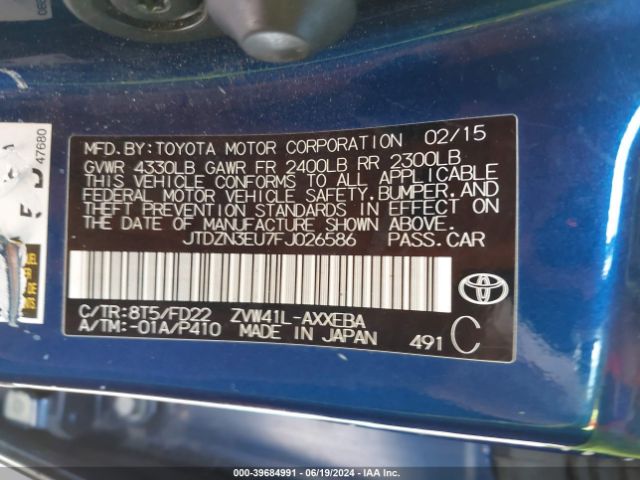 47680
MFD.BY:TOYOTA MOTOR CORPORATION 02/15
GVWR 4330LB GAWR FR 2400LB RR 2300LB
THIS VEHICLE CONFORMS TO ALL APPLICABLE
FEDERAL MOTOR VEHICLE SAFETY,BUMPER,AND
THEFT PREVENTION STANDARDS IN EFFECT ON
THE DATE OF MANUFACTURE SHOWN ABOVE.
JTDZN3EU7FJ026586 PASS.CAR
TOYOTA
C/TR:8T5/FD22 ZVW41L-AXXEBA
A/TM:-01A/P410 MADE IN JAPAN 491 C
000-39684991 - 06/19/2024 - IAA Inc.